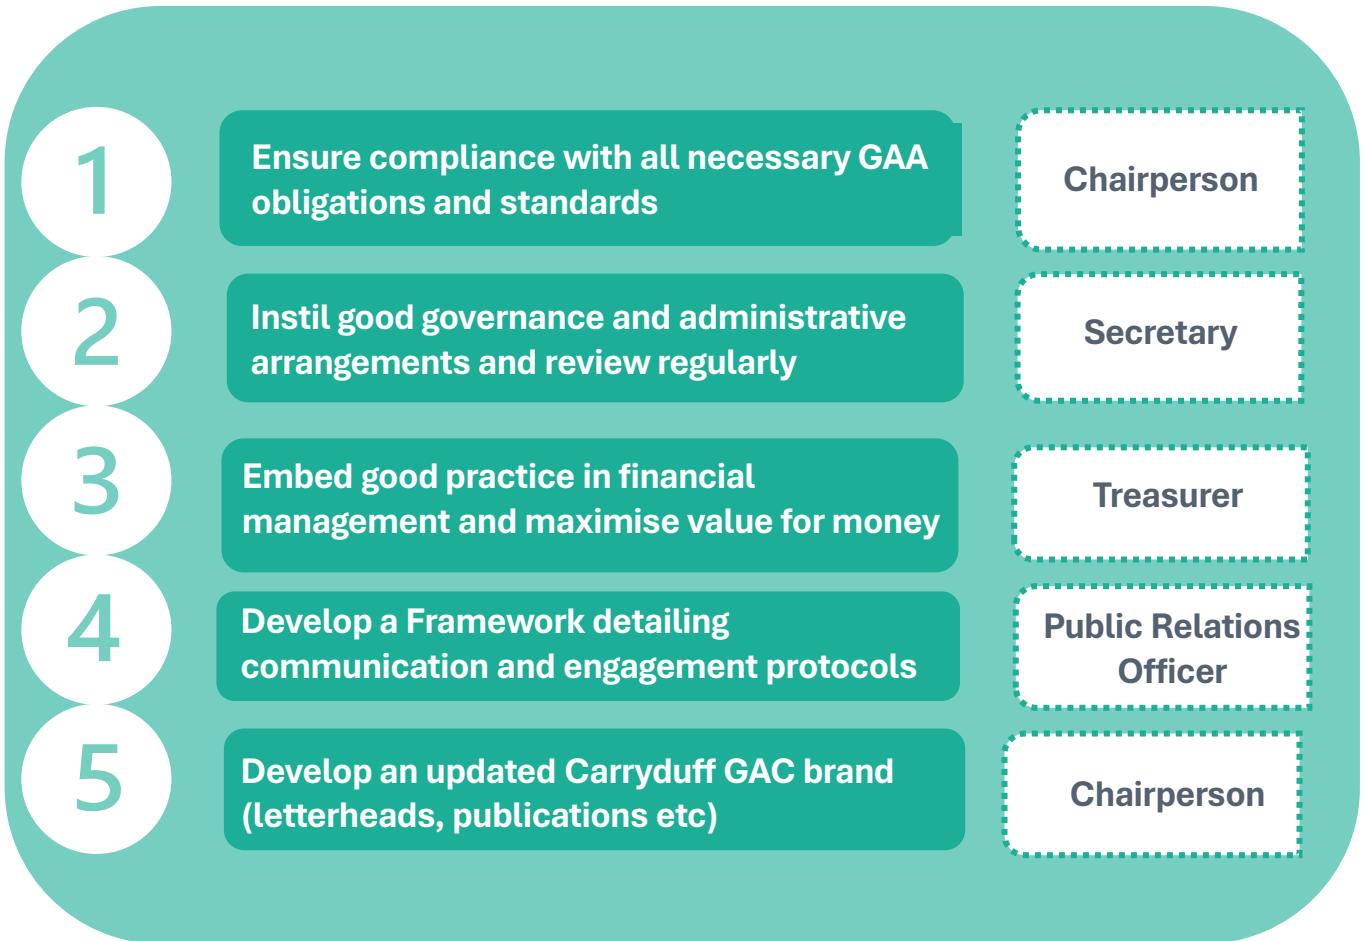 1
Ensure compliance with all necessary GAA
obligations and standards
Chairperson
2
Instil good governance and administrative
arrangements and review regularly
Secretary
3
Embed good practice in financial
management and maximise value for money
Treasurer
4
Develop a Framework detailing
communication and engagement protocols
Public Relations
Officer
5
Develop an updated Carryduff GAC brand
(letterheads, publications etc)
Chairperson